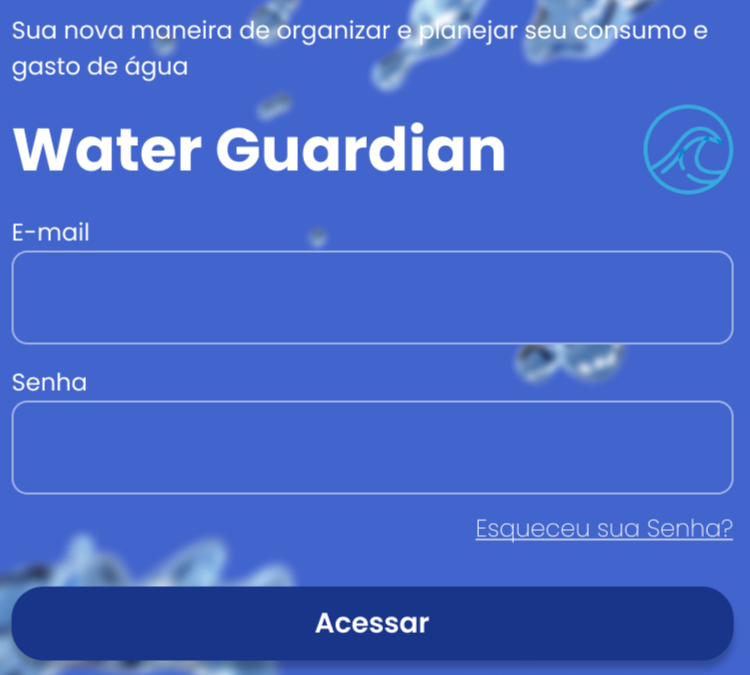 Sua nova maneira de organizar e planejar seu consumo e
gasto de água
Water Guardian
E-mail
Senha
Esqueceu sua Senha?
Acessar